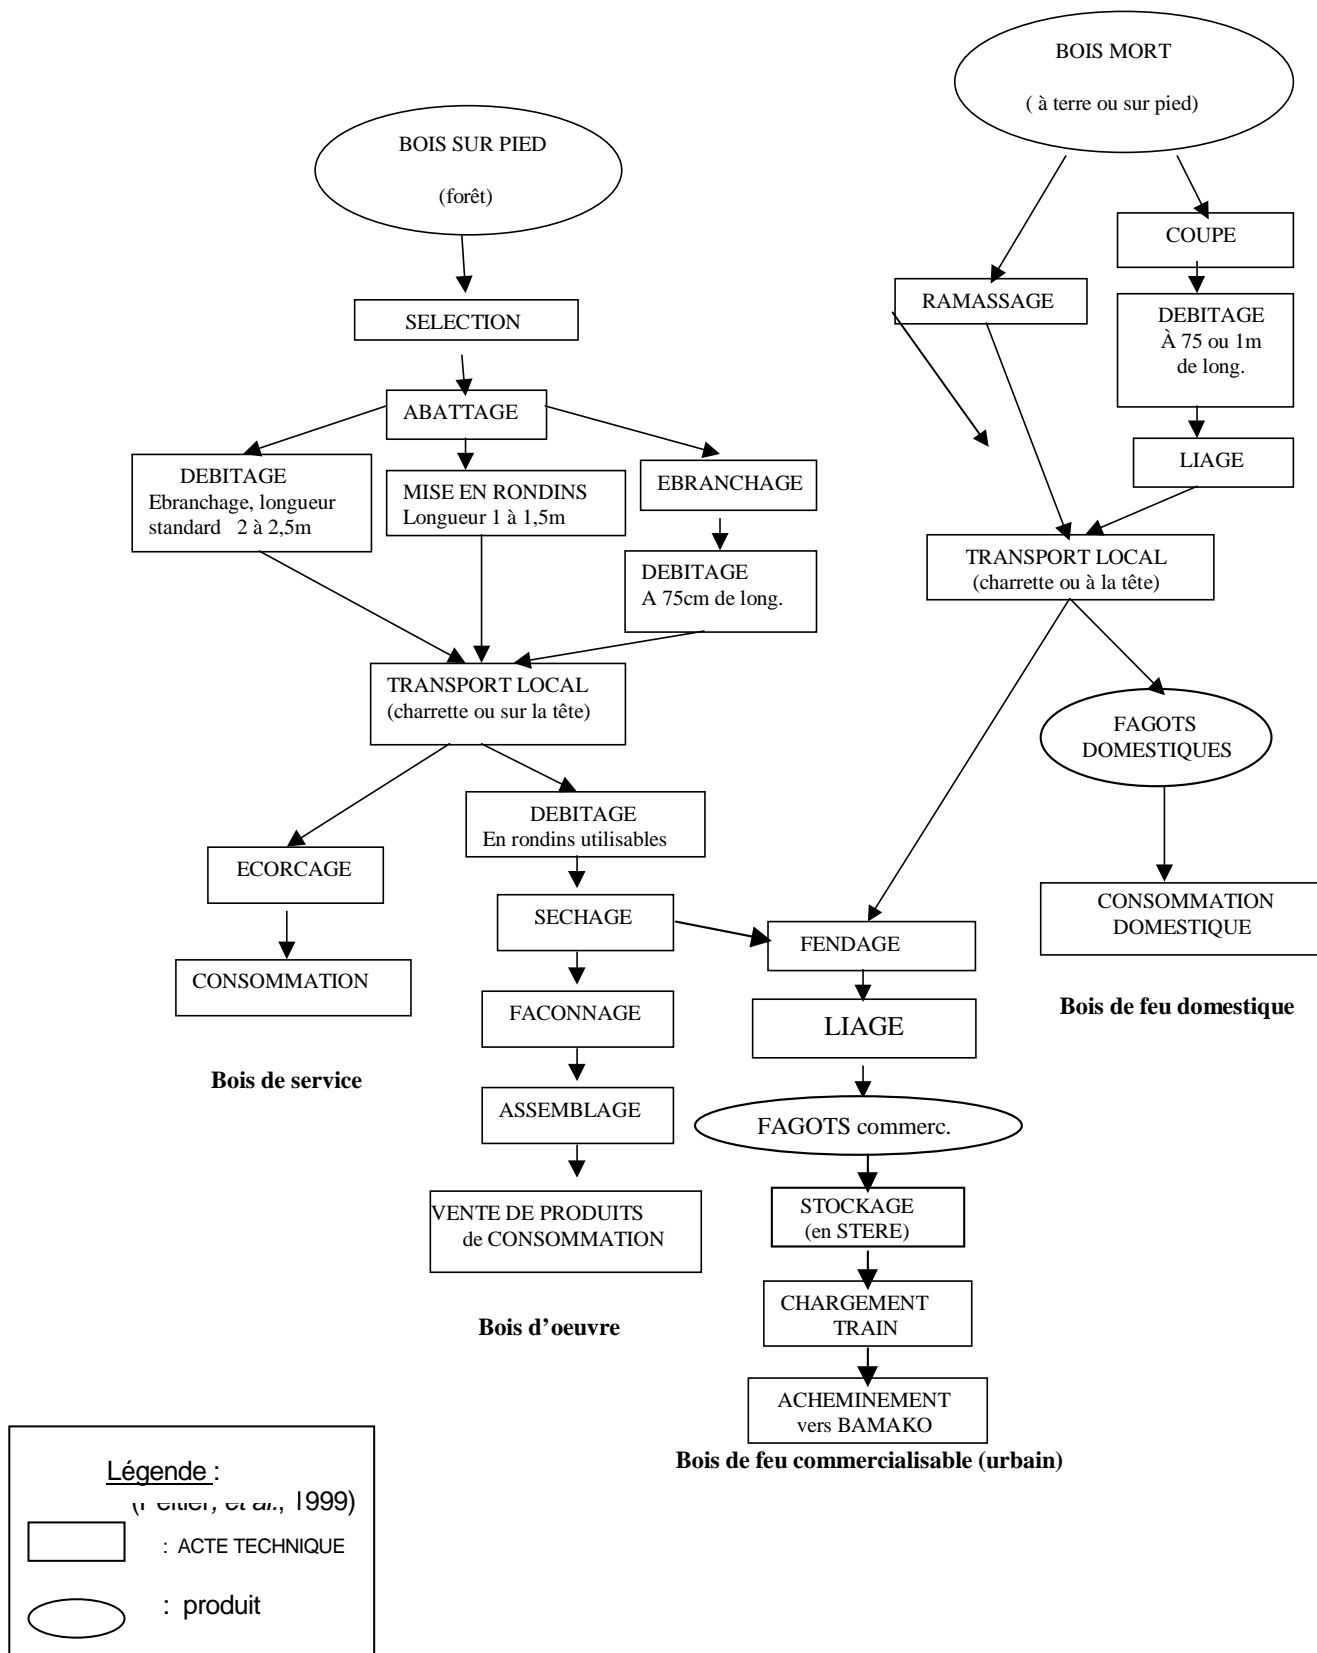 BOIS MORT
( à terre ou sur pied)
BOIS SUR PIED
(forêt)
COUPE
RAMASSAGE
DEBITAGE
À 75 ou 1m
de long.
SELECTION
ABATTAGE
LIAGE
DEBITAGE
Ebranchage, longueur
standard 2 à 2,5m
MISE EN RONDINS
Longueur 1 à 1,5m
EBRANCHAGE
DEBITAGE
A 75cm de long.
TRANSPORT LOCAL
(charrette ou à la tête)
TRANSPORT LOCAL
(charrette ou sur la tête)
FAGOTS
DOMESTIQUES
DEBITAGE
En rondins utilisables
ECORCAGE
SECHAGE
FENDAGE
CONSOMMATION
DOMESTIQUE
CONSOMMATION
FACONNAGE
LIAGE
Bois de feu domestique
Bois de service
ASSEMBLAGE
FAGOTS commerc.
VENTE DE PRODUITS
de CONSOMMATION
STOCKAGE
(en STERE)
Bois d’oeuvre
CHARGEMENT
TRAIN
ACHEMINEMENT
vers BAMAKO
Bois de feu commercialisable (urbain)
Légende :
et al., 1999)
: ACTE TECHNIQUE
: produit